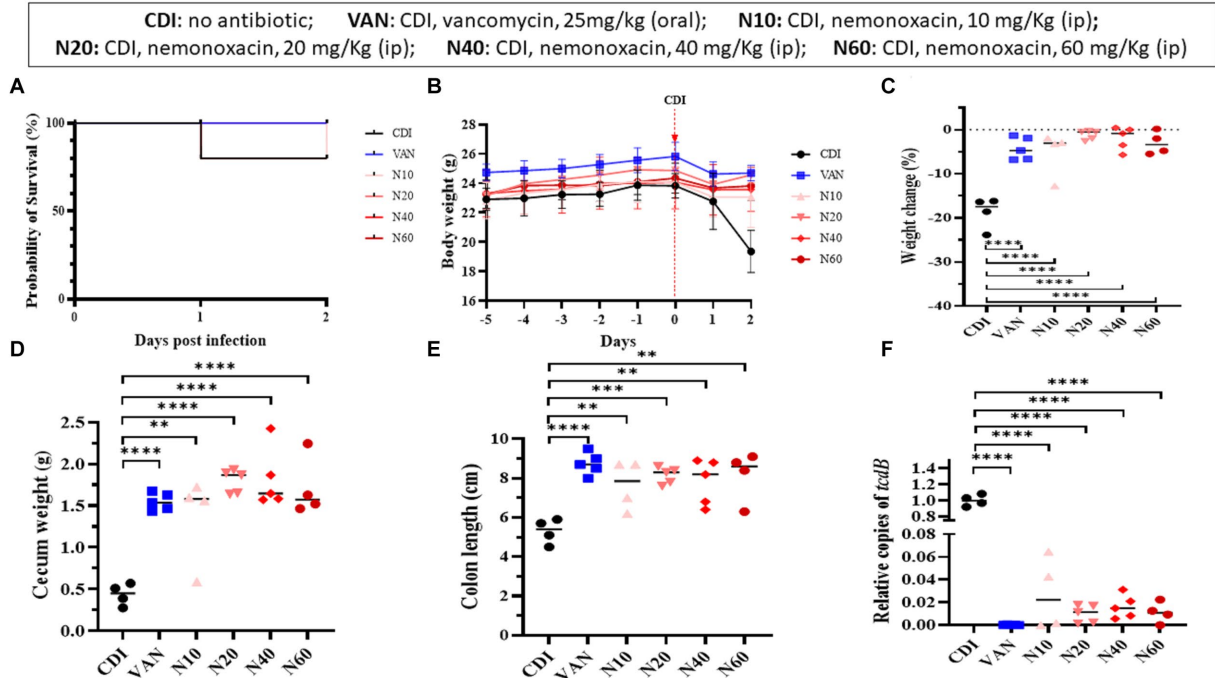 CDI: no antibiotic; VAN: CDI, vancomycin, 25mg/kg (oral); N10: CDI, nemonoxacin, 10 mg/Kg (ip);
N20: CDI, nemonoxacin, 20 mg/Kg (ip); N40: CDI, nemonoxacin, 40 mg/Kg (ip); N60: CDI, nemonoxacin, 60 mg/Kg (ip)
A
Probability of Survival (%)
100
50
0
0 1 2
Days post infection
CDI
VAN
N10
N20
N40
N60
B
CDI
Body weight (g)
28
26
24
22
20
18
16
-5 -4 -3 -2 -1 0 1 2
Days
CDI
VAN
N10
N20
N40
N60
C
Weight change (%)
0
-10
-20
-30
-40
****
****
****
****
****
CDI VAN N10 N20 N40 N60
D
****
****
****
**
****
Cecum weight (g)
2.5
2.0
1.5
1.0
0.5
0.0
CDI VAN N10 N20 N40 N60
E
**
**
***
**
****
Colon length (cm)
10
8
6
4
2
0
CDI VAN N10 N20 N40 N60
F
****
****
****
****
****
Relative copies of tcdB
1.4
1.2
1.0
0.8
0.08
0.06
0.04
0.02
0.00
CDI VAN N10 N20 N40 N60